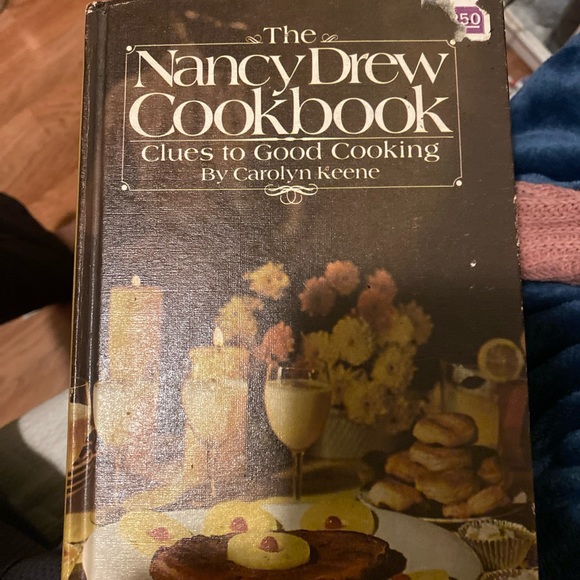 The
Nancy Drew
Cookbook
Clues to Good Cooking
By Carolyn Keene